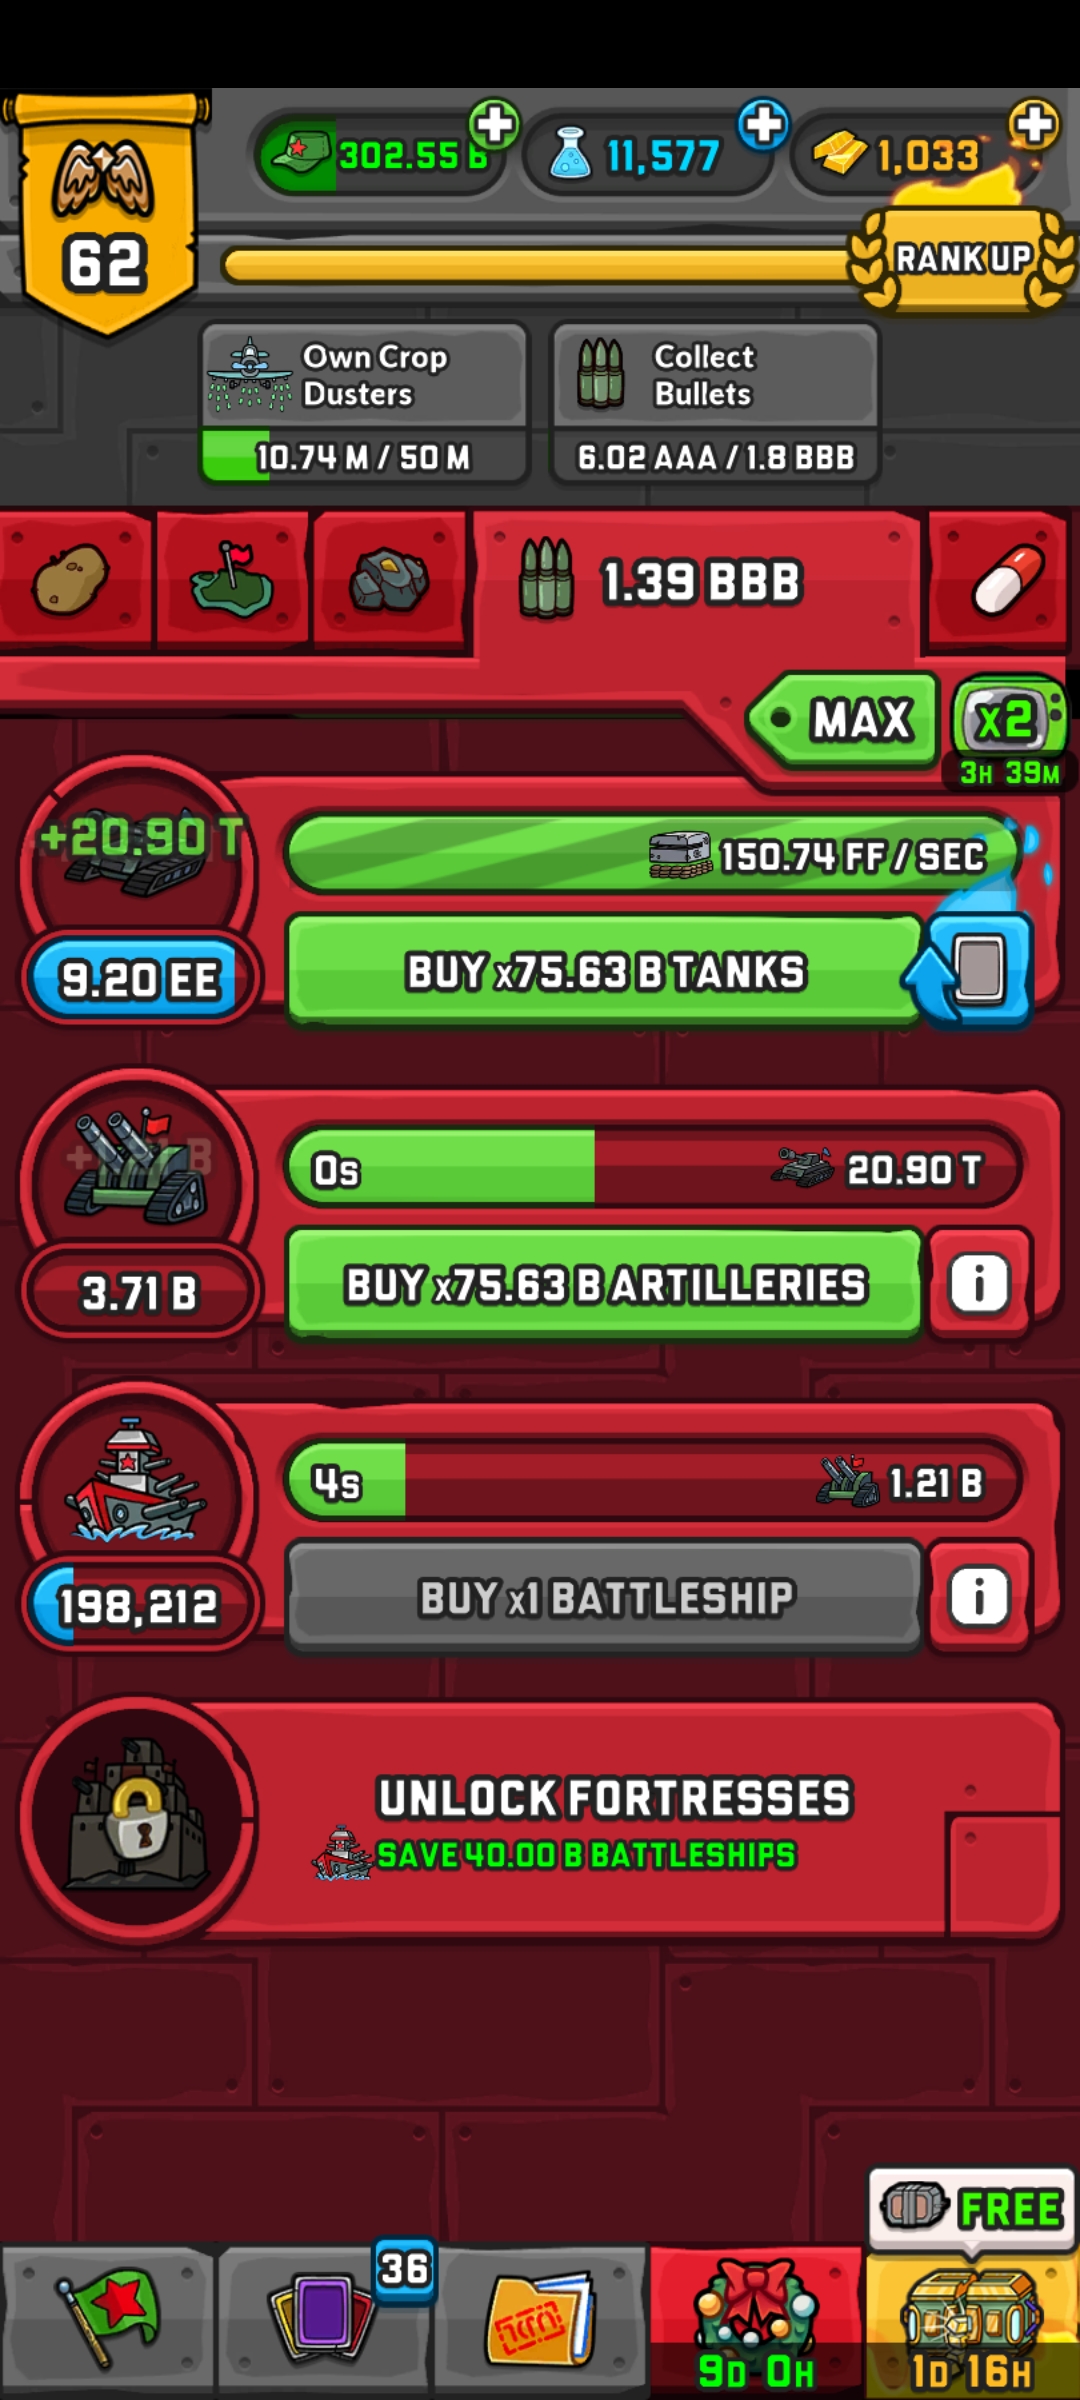 302.55 B
11,577
1,033
62
RANK UP
Own Crop
Dusters
10.74 M / 50 M
Collect
Bullets
6.02 AAA / 1.8 BBB
1.39 BBB
MAX
x2
3H 39M
+20.90 T
150.74 FF / SEC
9.20 EE
BUY x75.63 B TANKS
0s
20.90 T
3.71 B
BUY x75.63 B ARTILLERIES
i
4s
1.21 B
198,212
BUY x1 BATTLESHIP
i
UNLOCK FORTRESSES
SAVE 40.00 B BATTLESHIPS
FREE
36
9D 0H
1D 16H